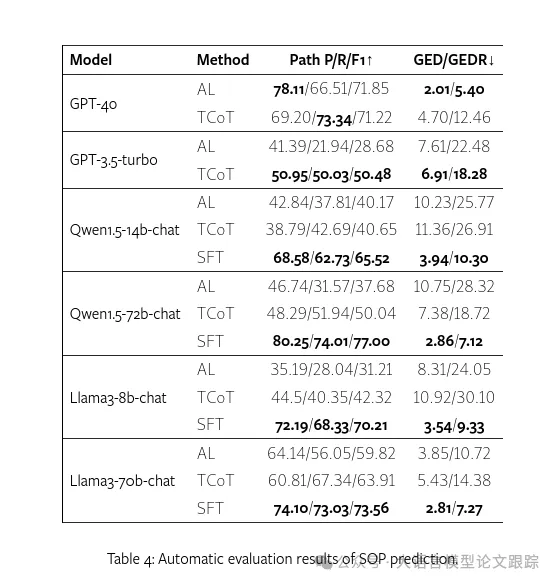 Model Method Path P/R/F1↑ GED/GEDR↓
GPT-4o AL 78.11/66.51/71.85 2.01/5.40
TCoT 69.20/73.34/71.22 4.70/12.46
GPT-3.5-turbo AL 41.39/21.94/28.68 7.61/22.48
TCoT 50.95/50.03/50.48 6.91/18.28
Qwen1.5-14b-chat AL 42.84/37.81/40.17 10.23/25.77
TCoT 38.79/42.69/40.65 11.36/26.91
SFT 68.58/62.73/65.52 3.94/10.30
Qwen1.5-72b-chat AL 46.74/31.57/37.68 10.75/28.32
TCoT 48.29/51.94/50.04 7.38/18.72
SFT 80.25/74.01/77.00 2.86/7.12
Llama3-8b-chat AL 35.19/28.04/31.21 8.31/24.05
TCoT 44.5/40.35/42.32 10.92/30.10
SFT 72.19/68.33/70.21 3.54/9.33
Llama3-70b-chat AL 64.14/56.05/59.82 3.85/10.72
TCoT 60.81/67.34/63.91 5.43/14.38
SFT 74.10/73.03/73.56 2.81/7.27
Table 4: Automatic evaluation results of SOP prediction.
公众号 · 大语言模型论文跟踪